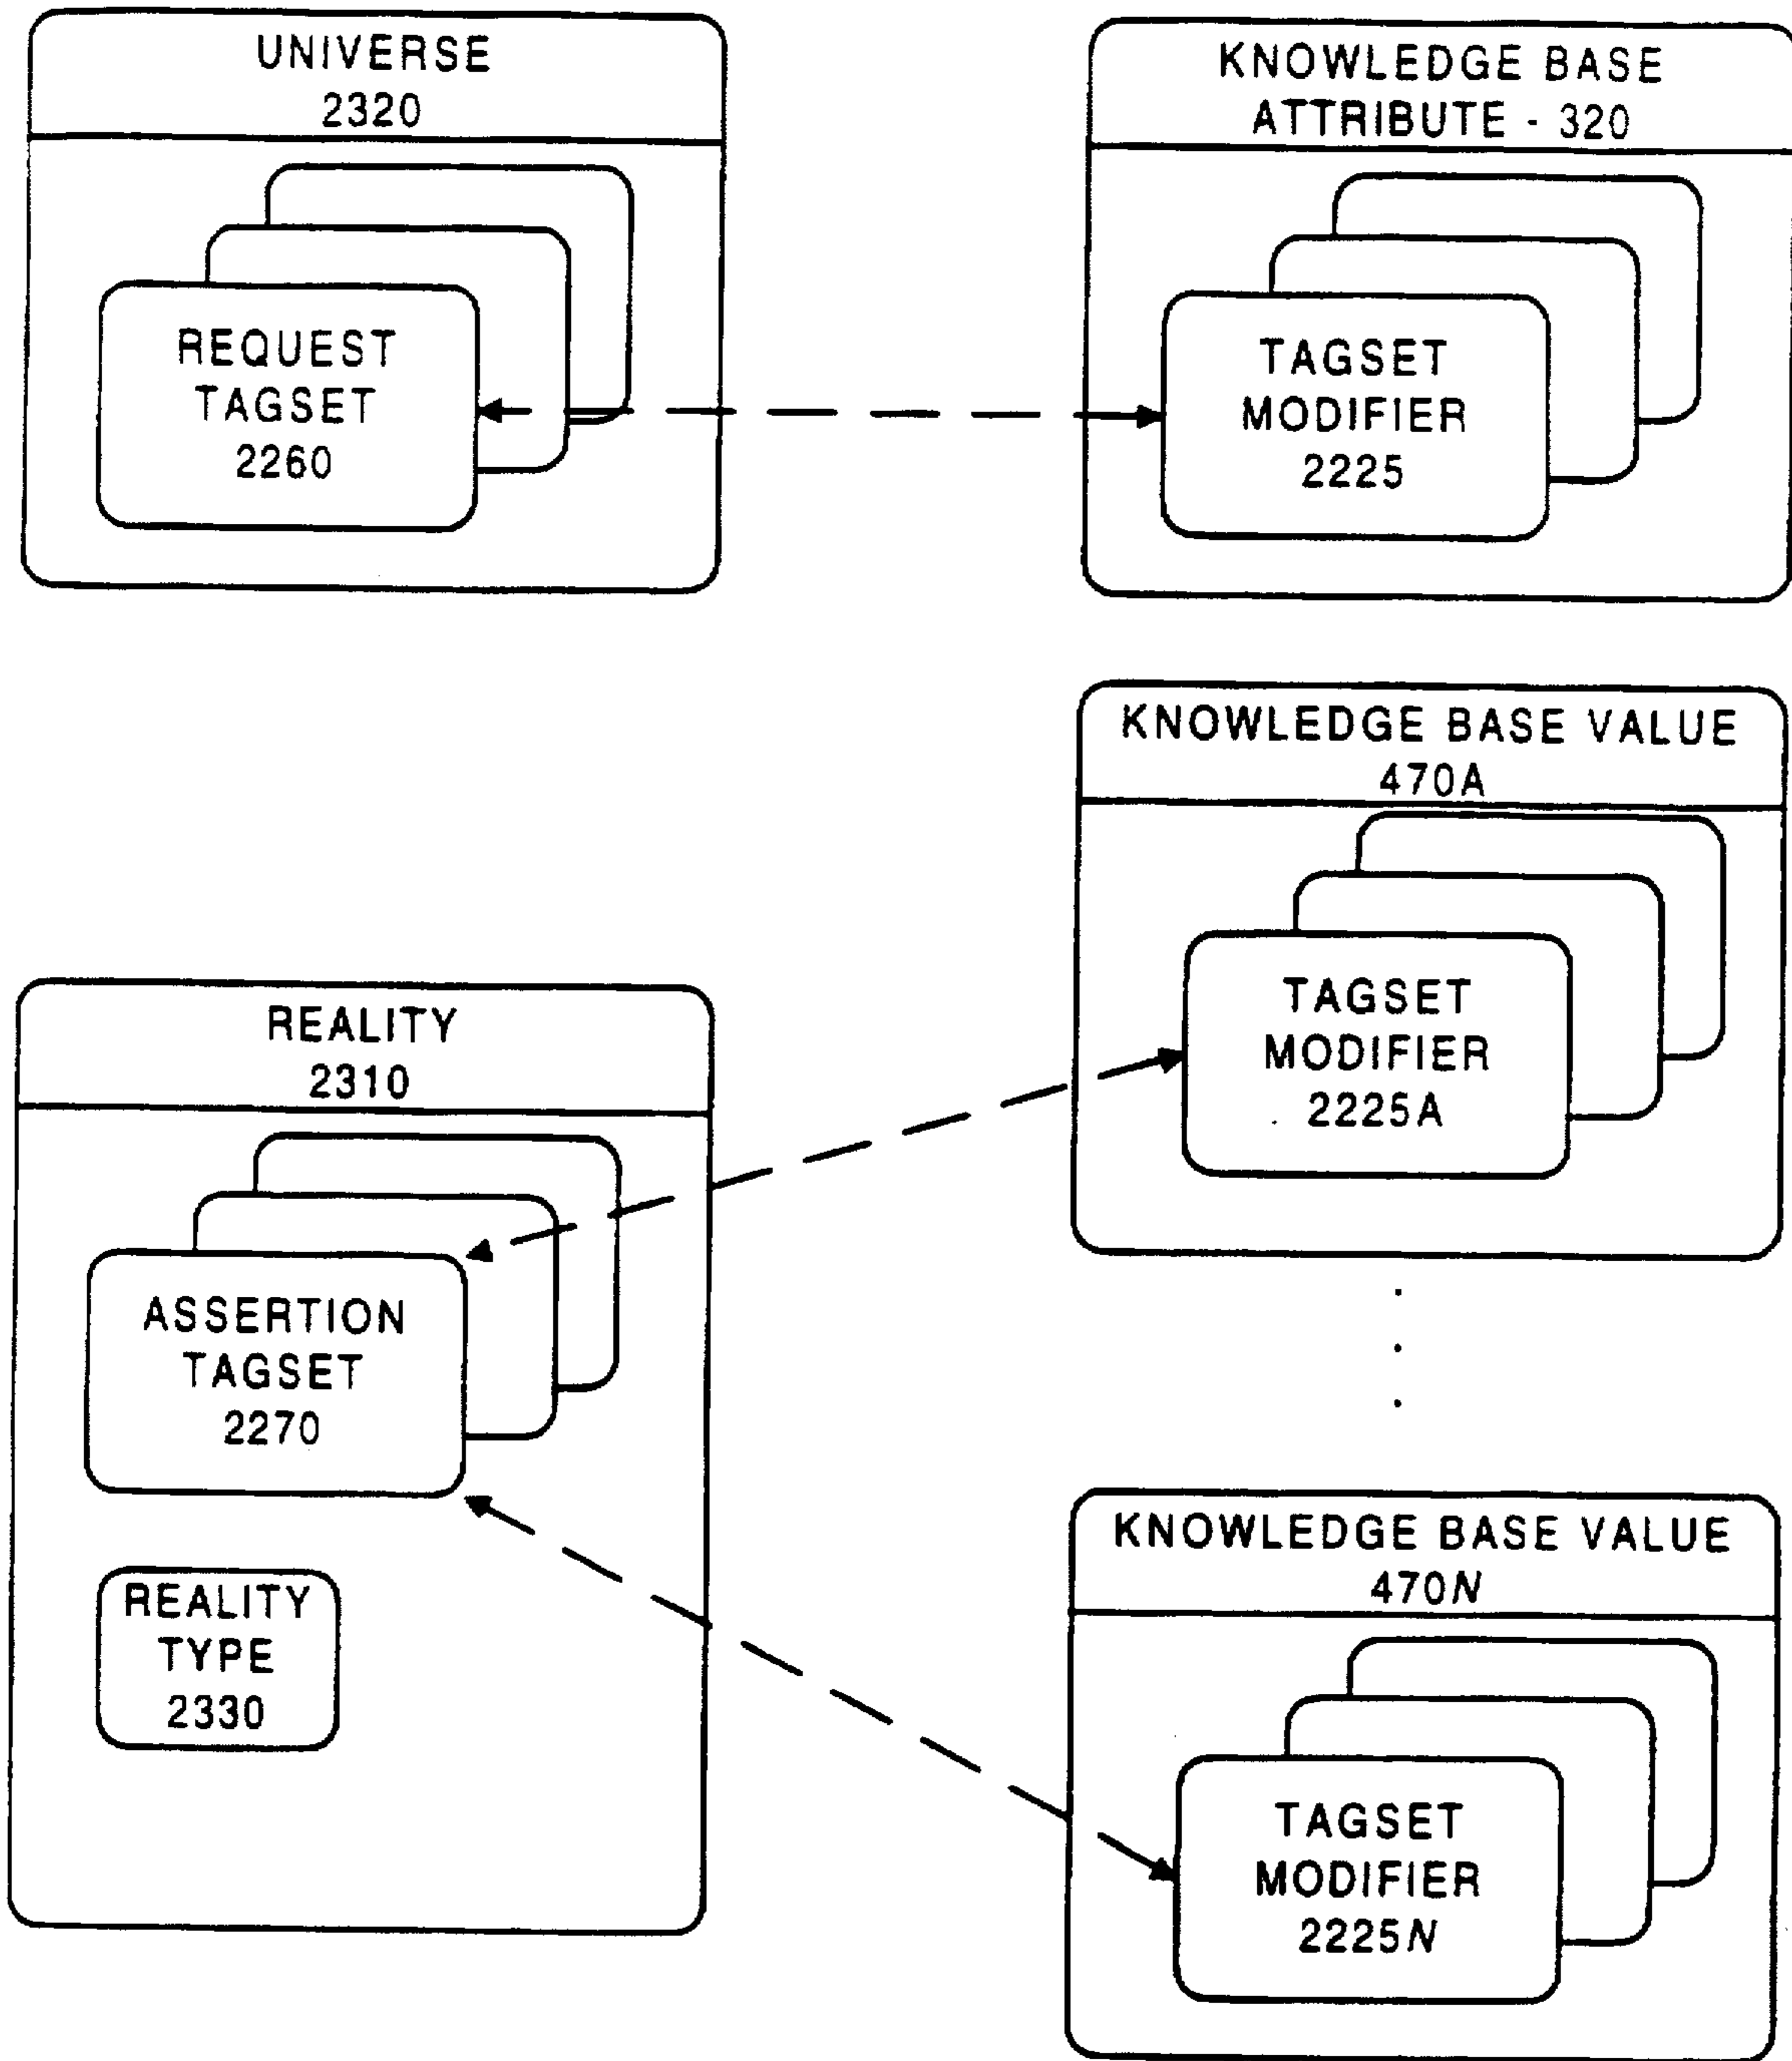 UNIVERSE
2320
REQUEST
TAGSET
2260
KNOWLEDGE BASE
ATTRIBUTE - 320
TAGSET
MODIFIER
2225
KNOWLEDGE BASE VALUE
470A
TAGSET
MODIFIER
2225A
REALITY
2310
ASSERTION
TAGSET
2270
REALITY
TYPE
2330
KNOWLEDGE BASE VALUE
470N
TAGSET
MODIFIER
2225N